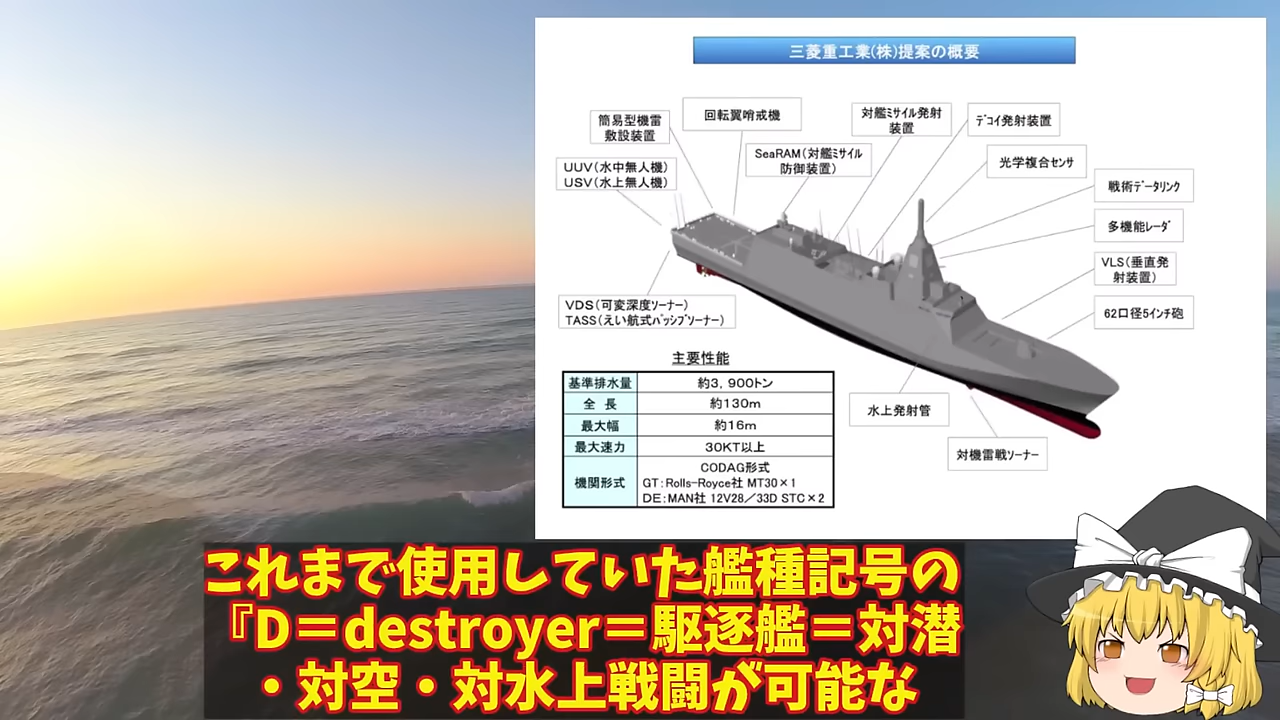 三菱重工業(株)提案の概要
簡易型機雷
敷設装置
回転翼哨戒機
対艦ミサイル発射
装置
デコイ発射装置
UUV(水中無人機)
USV(水上無人機)
SeaRAM(対艦ミサイル
防御装置)
光学複合センサ
戦術データリンク
多機能レーダ
VLS(垂直発
射装置)
62口径5インチ砲
VDS(可変深度ソーナー)
TASS(えい航式パッシブソーナー)
水上発射管
対機雷戦ソーナー
主要性能
基準排水量 約3,900トン
全 長 約130m
最大幅 約16m
最大速力 30KT以上
機関形式 CODAG形式
GT:Rolls-Royce社 MT30×1
DE:MAN社 12V28/33D STC×2
これまで使用していた艦種記号の
『D=destroyer=駆逐艦=対潜
・対空・対水上戦闘が可能な